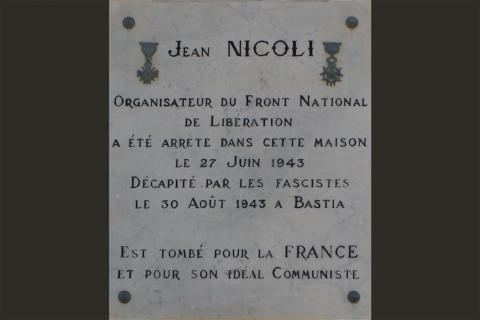 Jean NICOLI
Organisateur du Front National
de Libération
a été arrete dans cette maison
le 27 Juin 1943
Décapité par les fascistes
le 30 Août 1943 a Bastia
Est tombé pour la FRANCE
et pour son idéal Communiste